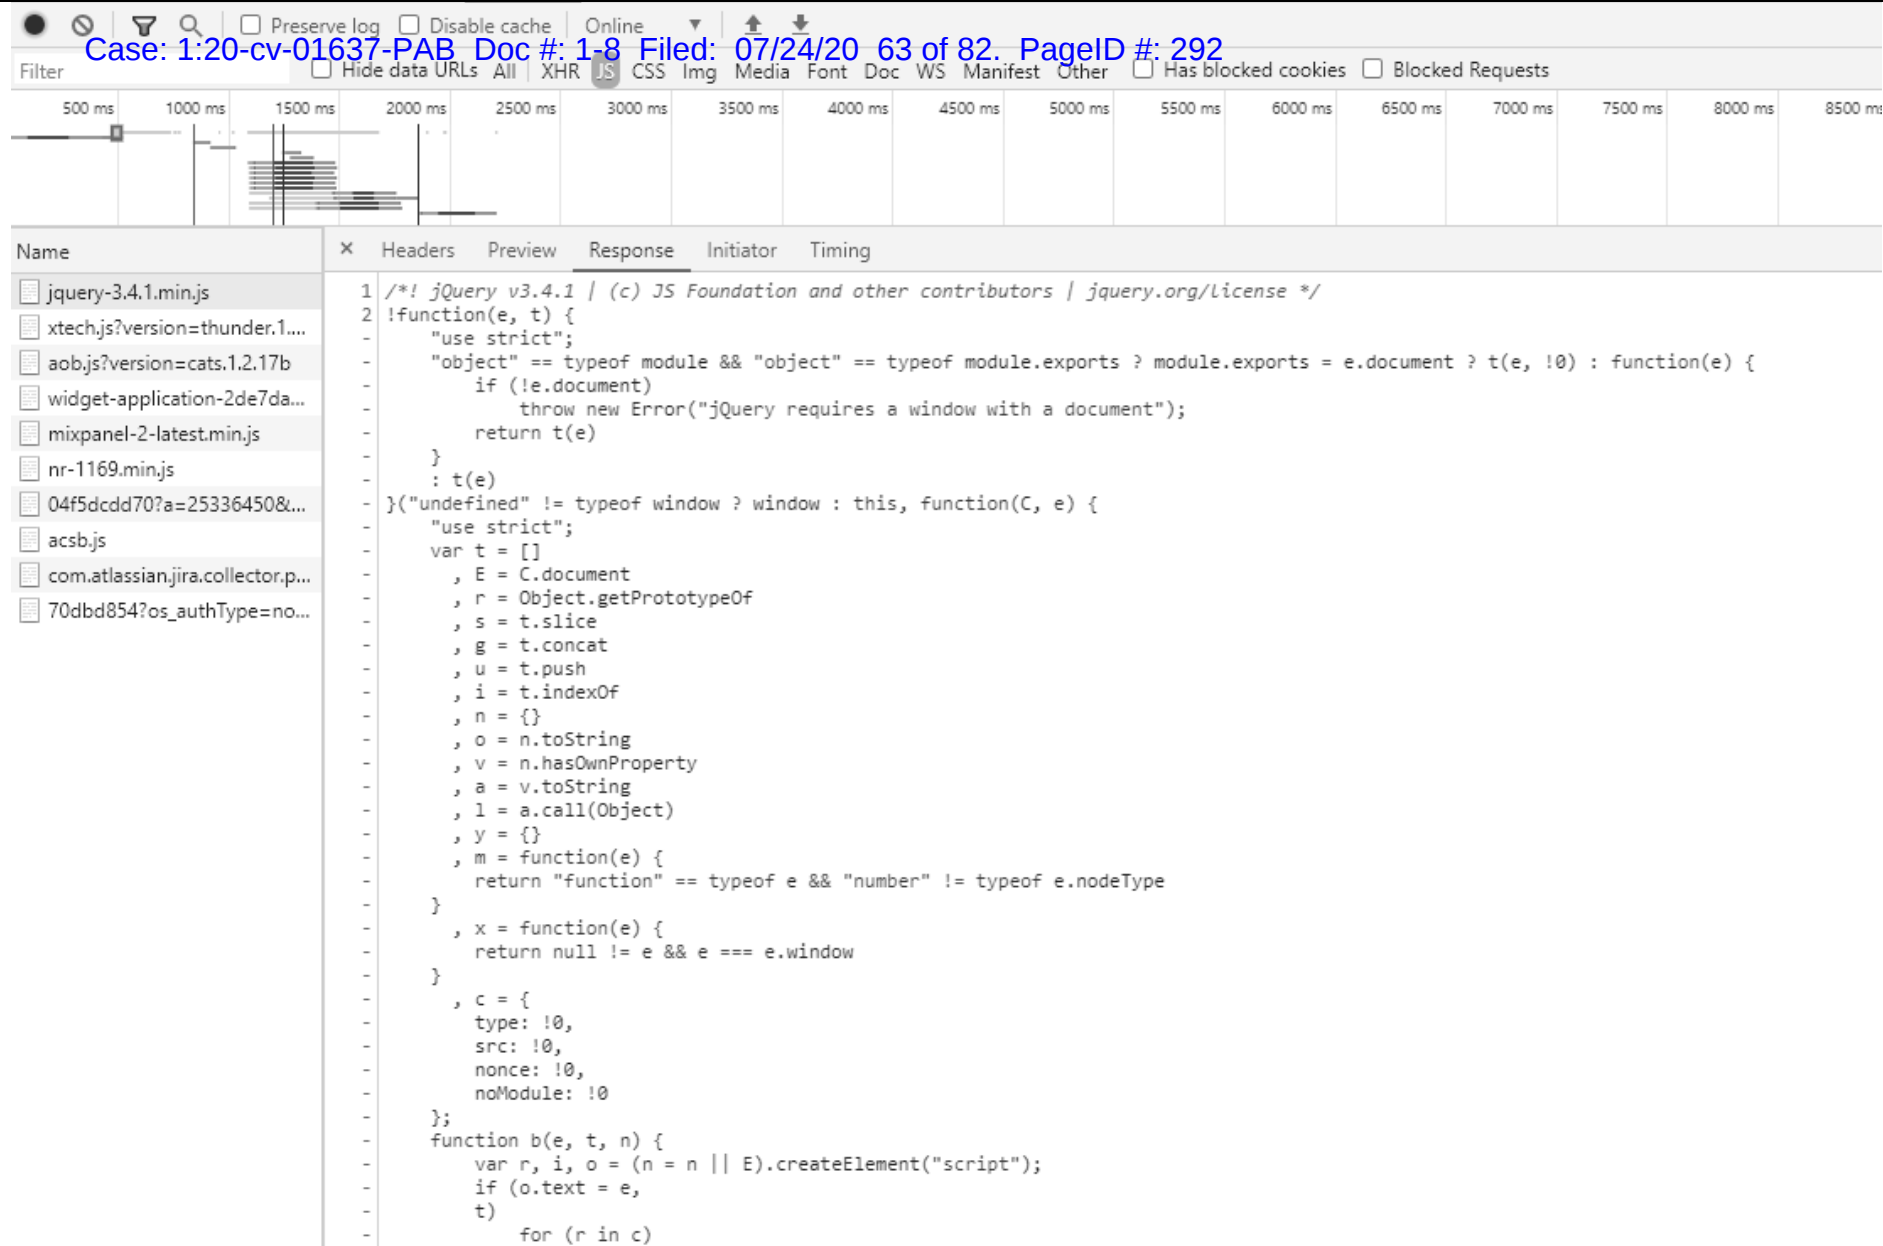 Preserve log Disable cache Online
Case: 1:20-cv-01637-PAB Doc #: 1-8 Filed: 07/24/20 63 of 82. PageID #: 292
Filter Hide data URLs All XHR JS CSS Img Media Font Doc WS Manifest Other Has blocked cookies Blocked Requests
500 ms 1000 ms 1500 ms 2000 ms 2500 ms 3000 ms 3500 ms 4000 ms 4500 ms 5000 ms 5500 ms 6000 ms 6500 ms 7000 ms 7500 ms 8000 ms 8500 ms
Name
jquery-3.4.1.min.js
xtech.js?version=thunder.1....
aob.js?version=cats.1.2.17b
widget-application-2de7da...
mixpanel-2-latest.min.js
nr-1169.min.js
04f5dcdd70?a=25336450&...
acsb.js
com.atlassian.jira.collector.p...
70dbd854?os_authType=no...
× Headers Preview Response Initiator Timing
1 /*! jQuery v3.4.1 | (c) JS Foundation and other contributors | jquery.org/license */
2 !function(e, t) {
- "use strict";
- "object" == typeof module && "object" == typeof module.exports ? module.exports = e.document ? t(e, !0) : function(e) {
- if (!e.document)
- throw new Error("jQuery requires a window with a document");
- return t(e)
- }
- : t(e)
- }("undefined" != typeof window ? window : this, function(C, e) {
- "use strict";
- var t = []
- , E = C.document
- , r = Object.getPrototypeOf
- , s = t.slice
- , g = t.concat
- , u = t.push
- , i = t.indexOf
- , n = {}
- , o = n.toString
- , v = n.hasOwnProperty
- , a = v.toString
- , l = a.call(Object)
- , y = {}
- , m = function(e) {
- return "function" == typeof e && "number" != typeof e.nodeType
- }
- , x = function(e) {
- return null != e && e === e.window
- }
- , c = {
- type: !0,
- src: !0,
- nonce: !0,
- noModule: !0
- };
- function b(e, t, n) {
- var r, i, o = (n = n || E).createElement("script");
- if (o.text = e,
- t)
- for (r in c)